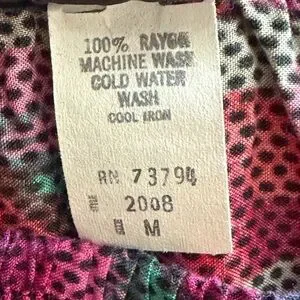 100% RAYON
MACHINE WASH
COLD WATER
WASH
COOL IRON
RN 73794
2008
M